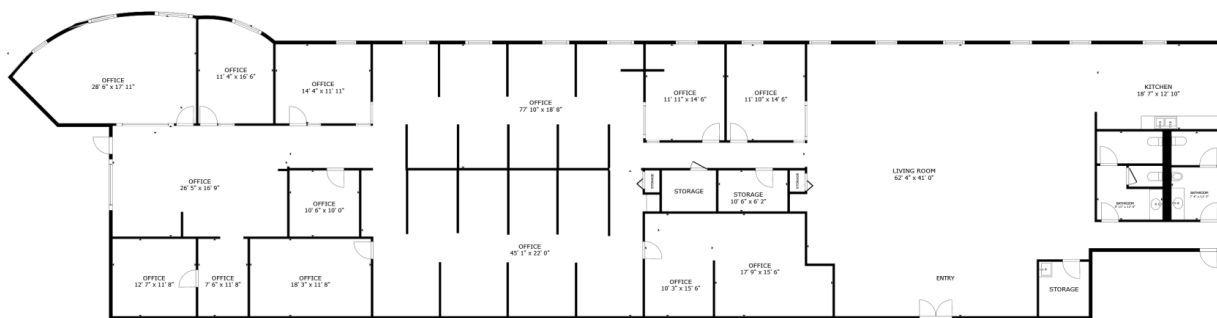 OFFICE
28' 6" x 17' 11"
OFFICE
11' 4" x 16' 6"
OFFICE
14' 4" x 11' 11"
OFFICE
77' 10" x 18' 8"
OFFICE
11' 11" x 14' 6"
OFFICE
11' 10" x 14' 6"
KITCHEN
18' 7" x 12' 10"
OFFICE
26' 5" x 16' 9"
OFFICE
10' 6" x 10' 0"
STORAGE
STORAGE
STORAGE
10' 6" x 6' 2"
STORAGE
LIVING ROOM
62' 4" x 41' 0"
BATHROOM
BATHROOM
OFFICE
45' 1" x 22' 0"
OFFICE
12' 7" x 11' 8"
OFFICE
7' 6" x 11' 8"
OFFICE
18' 3" x 11' 8"
OFFICE
10' 3" x 15' 6"
OFFICE
17' 9" x 15' 6"
ENTRY
STORAGE